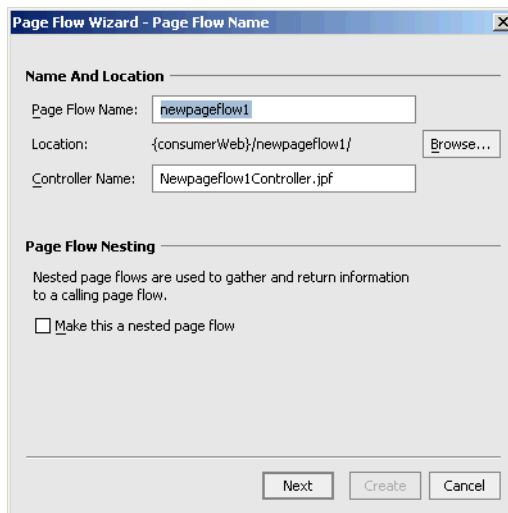 Page Flow Wizard - Page Flow Name
Name And Location
Page Flow Name: newpageflow1
Location: {consumerWeb}/newpageflow1/ Browse...
Controller Name: Newpageflow1Controller.jpf
Page Flow Nesting
Nested page flows are used to gather and return information
to a calling page flow.
Make this a nested page flow
Next Create Cancel